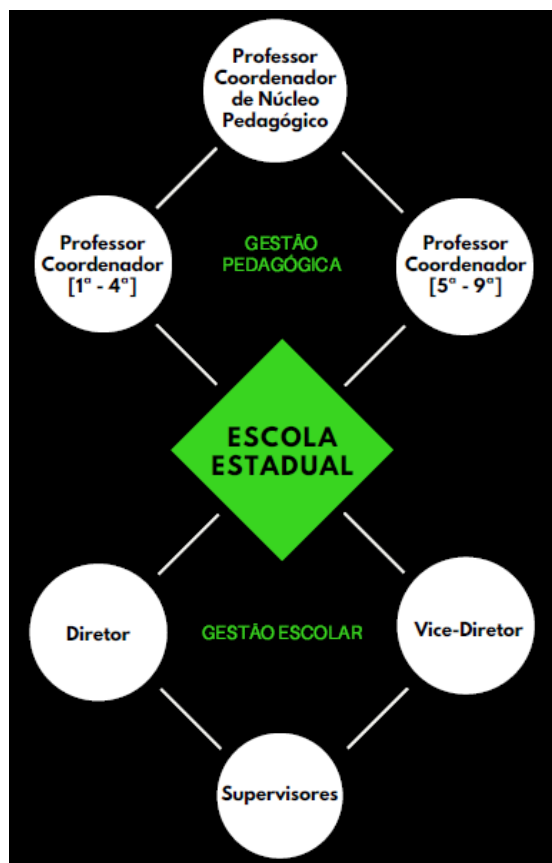 Professor
Coordenador
de Núcleo
Pedagógico
Professor
Coordenador
[1ª - 4ª]
GESTÃO
PEDAGÓGICA
Professor
Coordenador
[5ª - 9ª]
ESCOLA
ESTADUAL
Diretor
GESTÃO ESCOLAR
Vice-Diretor
Supervisores